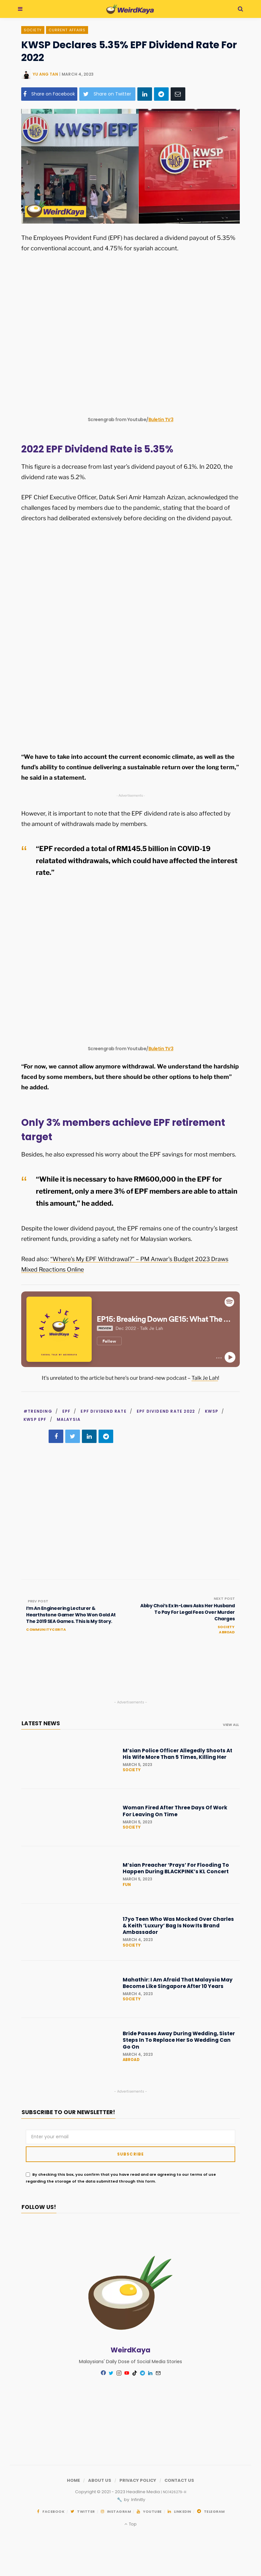 WeirdKaya
SOCIETY
CURRENT AFFAIRS
KWSP Declares 5.35% EPF Dividend Rate For
2022
FU ANG TAN | MARCH 4, 2023
Share on Facebook
Share on Twitter
KWSP EPF
KWSP
EPF
WeirdKaya
The Employees Provident Fund (EPF) has declared a dividend payout of 5.35%
for conventional account, and 4.75% for syariah account.
Screengrab from Youtube/Buletin TV3
2022 EPF Dividend Rate is 5.35%
This figure is a decrease from last year's dividend payout of 6.1%. In 2020, the
dividend rate was 5.2%.
EPF Chief Executive Officer, Datuk Seri Amir Hamzah Azizan, acknowledged the
challenges faced by members due to the pandemic, stating that the board of
directors had deliberated extensively before deciding on the dividend payout.
"We have to take into account the current economic climate, as well as the
fund's ability to continue delivering a sustainable return over the long term,"
he said in a statement.
- Advertisements -
However, it is important to note that the EPF dividend rate is also affected by
the amount of withdrawals made by members.
"EPF recorded a total of RM145.5 billion in COVID-19
relatated withdrawals, which could have affected the interest
rate."
Screengrab from Youtube/Buletin TV3
"For now, we cannot allow anymore withdrawal. We understand the hardship
faced by some members, but there should be other options to help them"
he added.
Only 3% members achieve EPF retirement
target
Besides, he also expressed his worry about the EPF savings for most members.
"While it is necessary to have RM600,000 in the EPF for
retirement, only a mere 3% of EPF members are able to attain
this amount," he added.
Despite the lower dividend payout, the EPF remains one of the country's largest
retirement funds, providing a safety net for Malaysian workers.
Read also: "Where's My EPF Withdrawal?" – PM Anwar's Budget 2023 Draws
Mixed Reactions Online
TALK JE LAH
WeirdKaya
EP15: Breaking Down GE15: What The ...
Dec 2022 · Talk Je Lah
Follow
It's unrelated to the article but here's our brand-new podcast – Talk Je Lah!
#TRENDING / EPF / EPF DIVIDEND RATE / EPF DIVIDEND RATE 2022 / KWSP /
KWSP EPF / MALAYSIA
PREV POST
I'm An Engineering Lecturer &
Hearthstone Gamer Who Won Gold At
The 2019 SEA Games. This Is My Story.
NEXT POST
Abby Choi's Ex In-Laws Asks Her Husband
To Pay For Legal Fees Over Murder
Charges
SOCIETY
ABROAD
- Advertisements -
LATEST NEWS
VIEW ALL
M'sian Police Officer Allegedly Shoots At
His Wife More Than 5 Times, Killing Her
MARCH 5, 2023
SOCIETY
Woman Fired After Three Days Of Work
For Leaving On Time
MARCH 5, 2023
SOCIETY
M'sian Preacher 'Prays' For Flooding To
Happen During BLACKPINK's KL Concert
MARCH 5, 2023
FUN
17yo Teen Who Was Mocked Over Charles
& Keith 'Luxury' Bag Is Now Its Brand
Ambassador
MARCH 4, 2023
SOCIETY
Mahathir: I Am Afraid That Malaysia May
Become Like Singapore After 10 Years
MARCH 4, 2023
SOCIETY
Bride Passes Away During Wedding, Sister
Steps In To Replace Her So Wedding Can
Go On
MARCH 4, 2023
ABROAD
- Advertisements -
SUBSCRIBE TO OUR NEWSLETTER!
Enter your email
SUBSCRIBE
By checking this box, you confirm that you have read and are agreeing to our terms of use
regarding the storage of the data submitted through this form.
FOLLOW US!
WeirdKaya
Malaysians' Daily Dose of Social Media Stories
HOME / ABOUT US / PRIVACY POLICY / CONTACT US
by Infinilly
FACEBOOK TWITTER INSTAGRAM YOUTUBE LINKEDIN TELEGRAM
Top